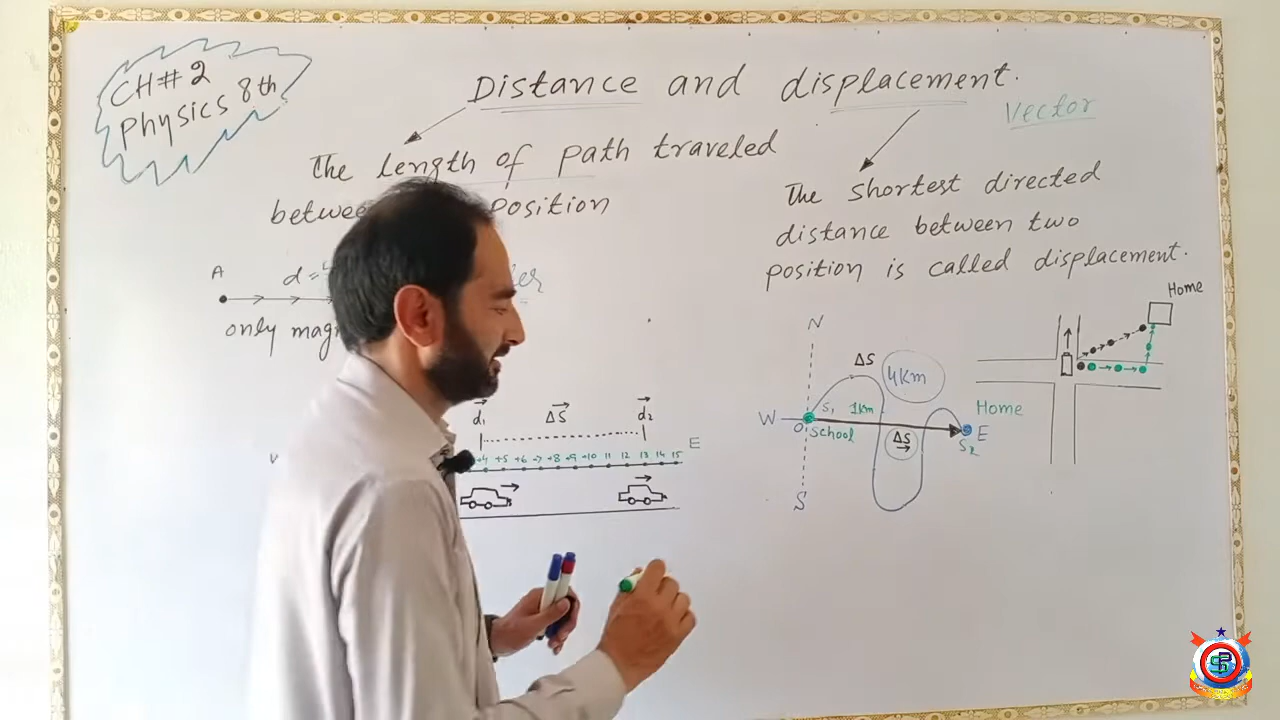 CH# 2
Physics 8th
Distance and displacement.
Vector
The length of path traveled
Position
The shortest directed
distance between two
position is called displacement.
A
d=
only
Home
N
ΔS
4Km
W
S1
1km
O
School
ΔS
Home
E
S2
S
d1
ΔS
d2
E
+4 +5 +6 +7 +8 +9 +10 11 12 13 14 15